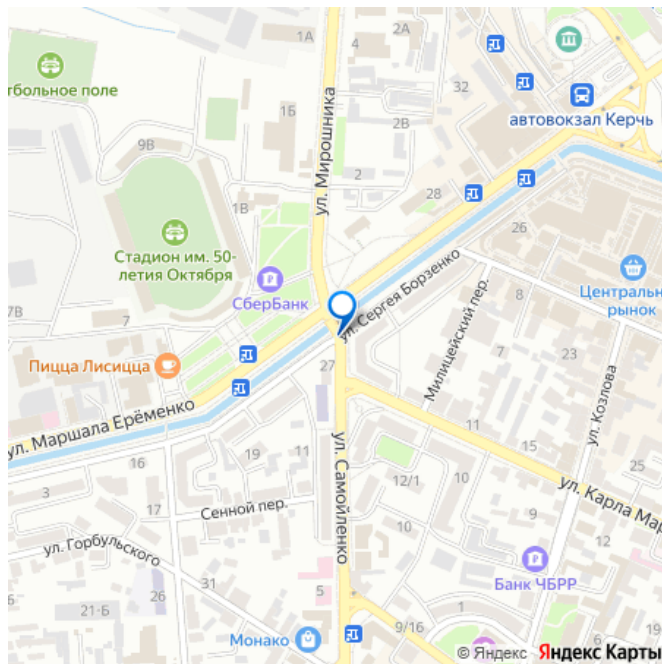 1А
2А
4
тбольное поле
1Б
32
автовокзал Керчь
ул. Мирошника
9В
2В
2
1В
28
26
Стадион им. 50-
летия Октября
СберБанк
ул. Сергея Борзенко
Центральн
рынок
7В
7
8
Милицейский пер.
7
23
Пицца Лисицца
27
ул. Козлова
ул. Маршала Ерёменко
11
15
19
11
16
25
3
17
Сенной пер.
ул. Самойленко
12/1
ул. Карла Мар
10
9
10
ул. Горбульского
31
13
Банк ЧБРР
21-Б
5
1
Монако
9/16
16
© Яндекс Яндекс Карты